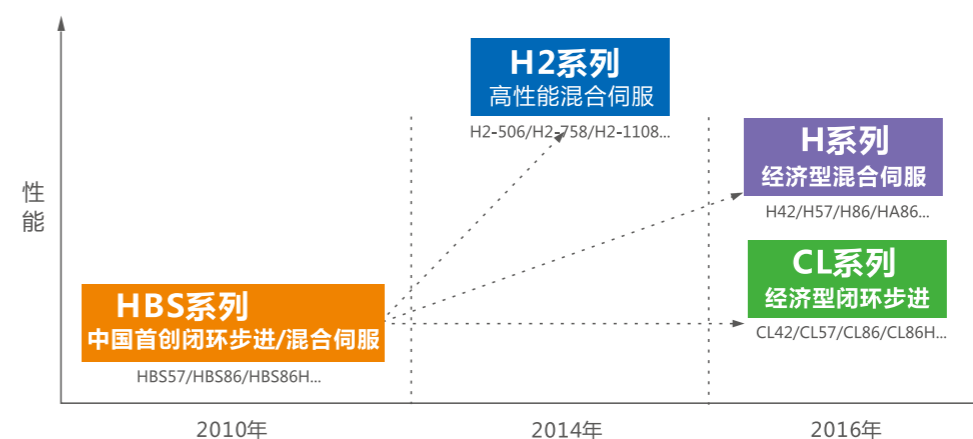 H2系列
高性能混合伺服
H2-506/H2-758/H2-1108...
H系列
经济型混合伺服
H42/H57/H86/HA86...
性能
CL系列
经济型闭环步进
CL42/CL57/CL86/CL86H...
HBS系列
中国首创闭环步进/混合伺服
HBS57/HBS86/HBS86H...
2010年
2014年
2016年